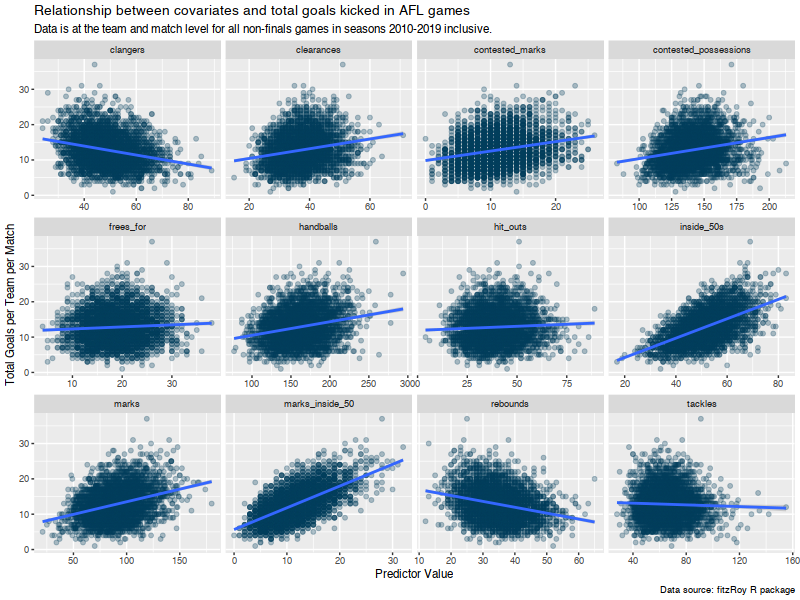 Relationship between covariates and total goals kicked in AFL games
Data is at the team and match level for all non-finals games in seasons 2010-2019 inclusive.
clangers clearances contested_marks contested_possessions
30
20
10
0
40 60 80 20 40 60 0 10 20 100 125 150 175 200
frees_for handballs hit_outs inside_50s
30
20
10
0
10 20 30 100 150 200 250 300 0 25 50 75 20 40 60 80
marks marks_inside_50 rebounds tackles
30
20
10
0
50 100 150 0 10 20 30 10 20 30 40 50 60 40 80 120 160
Total Goals per Team per Match
Predictor Value
Data source: fitzRoy R package